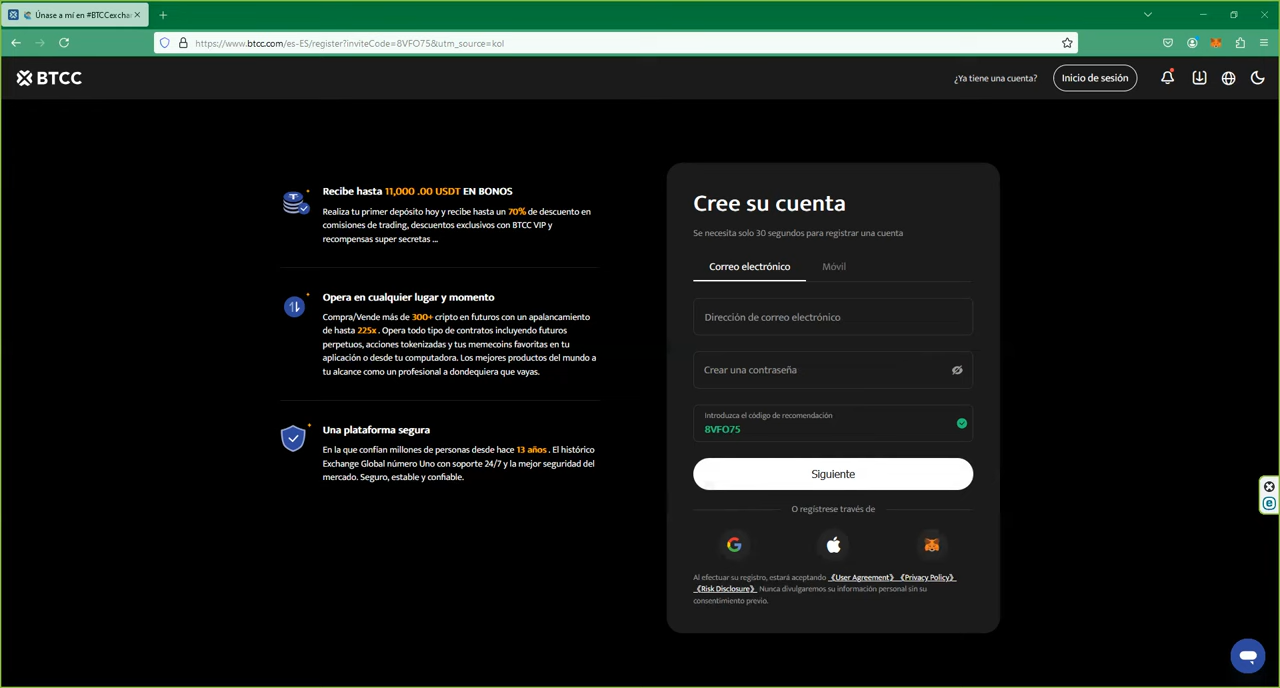 Únase a mí en #BTCCexcha
https://www.btcc.com/es-ES/register?inviteCode=8VFO75&utm_source=kol
BTCC
¿Ya tiene una cuenta?
Inicio de sesión
Recibe hasta 11,000 .00 USDT EN BONOS
Realiza tu primer depósito hoy y recibe hasta un 70% de descuento en
comisiones de trading, descuentos exclusivos con BTCC VIP y
recompensas super secretas ...
Opera en cualquier lugar y momento
Compra/Vende más de 300+ cripto en futuros con un apalancamiento
de hasta 225x . Opera todo tipo de contratos incluyendo futuros
perpetuos, acciones tokenizadas y tus memecoins favoritas en tu
aplicación o desde tu computadora. Los mejores productos del mundo a
tu alcance como un profesional a dondequiera que vayas.
Una plataforma segura
En la que confían millones de personas desde hace 13 años . El histórico
Exchange Global número Uno con soporte 24/7 y la mejor seguridad del
mercado. Seguro, estable y confiable.
Cree su cuenta
Se necesita solo 30 segundos para registrar una cuenta
Correo electrónico
Móvil
Dirección de correo electrónico
Crear una contraseña
Introduzca el código de recomendación
8VFO75
Siguiente
O regístrese través de
Al efectuar su registro, estará aceptando 《User Agreement》 《Privacy Policy》
《Risk Disclosure》 Nunca divulgaremos su información personal sin su
consentimiento previo.